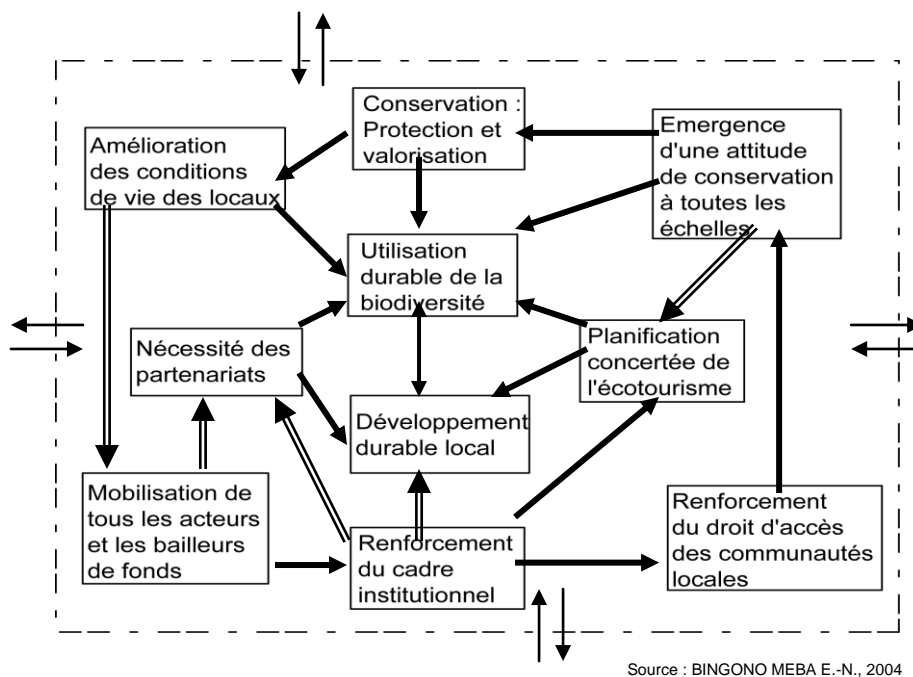 Conservation :
Protection et
valorisation
Emergence
d'une attitude
de conservation
à toutes les
échelles
Amélioration
des conditions
de vie des locaux
Utilisation
durable de la
biodiversité
Nécessité des
partenariats
Planification
concertée de
l'écotourisme
Développement
durable local
Mobilisation de
tous les acteurs
et les bailleurs
de fonds
Renforcement
du cadre
institutionnel
Renforcement
du droit d'accès
des communautés
locales
Source : BINGONO MEBA E.-N., 2004